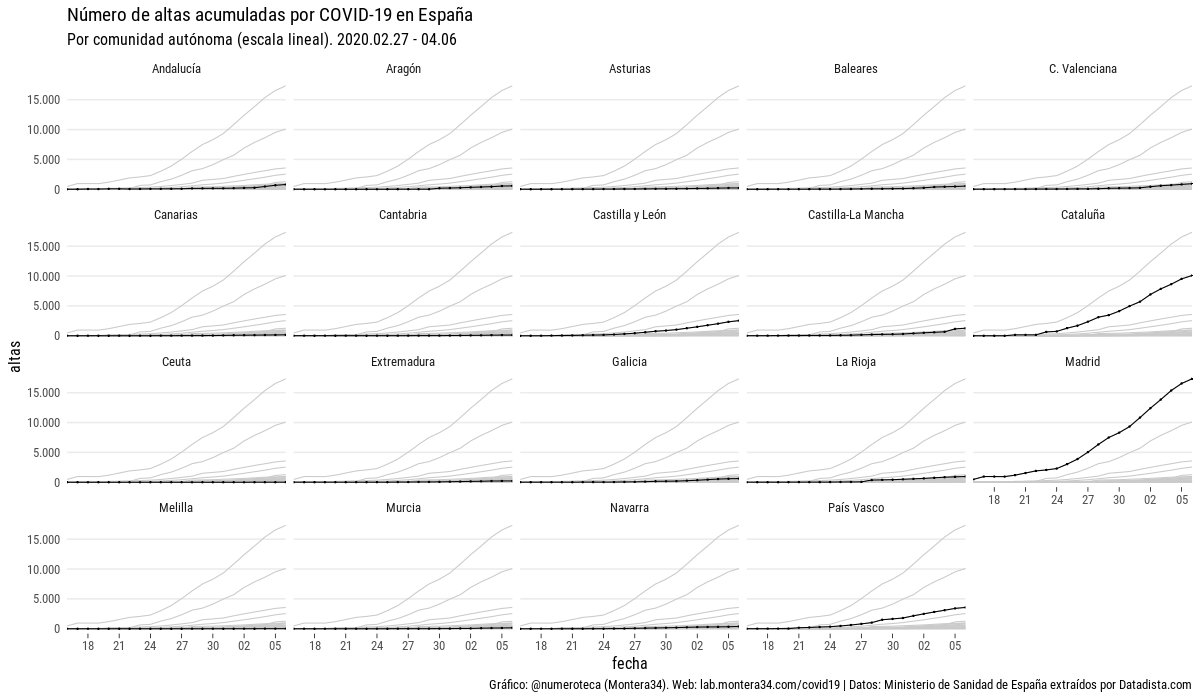 Número de altas acumuladas por COVID-19 en España
Por comunidad autónoma (escala lineal). 2020.02.27 - 04.06
Andalucía Aragón Asturias Baleares C. Valenciana
15.000
10.000
5.000
0
Canarias Cantabria Castilla y León Castilla-La Mancha Cataluña
15.000
10.000
5.000
0
altas
Ceuta Extremadura Galicia La Rioja Madrid
15.000
10.000
5.000
0
18 21 24 27 30 02 05
Melilla Murcia Navarra País Vasco
15.000
10.000
5.000
0
18 21 24 27 30 02 05 18 21 24 27 30 02 05 18 21 24 27 30 02 05 18 21 24 27 30 02 05
fecha
Gráfico: @numeroteca (Montera34). Web: lab.montera34.com/covid19 | Datos: Ministerio de Sanidad de España extraídos por Datadista.com